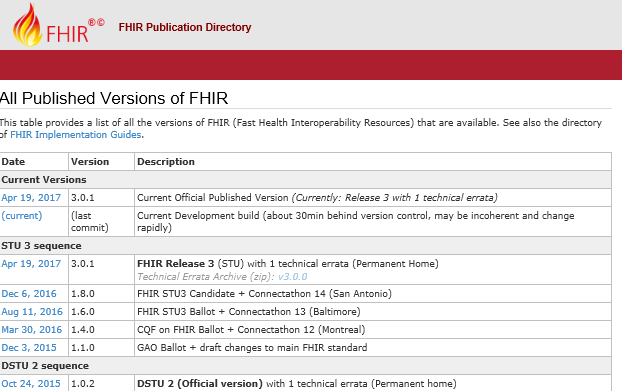 FHIR®© FHIR Publication Directory
All Published Versions of FHIR
This table provides a list of all the versions of FHIR (Fast Health Interoperability Resources) that are available. See also the directory
of FHIR Implementation Guides.
Date Version Description
Current Versions
Apr 19, 2017 3.0.1 Current Official Published Version (Currently: Release 3 with 1 technical errata)
(current) (last Current Development build (about 30min behind version control, may be incoherent and change
commit) rapidly)
STU 3 sequence
Apr 19, 2017 3.0.1 FHIR Release 3 (STU) with 1 technical errata (Permanent Home)
Technical Errata Archive (zip): v3.0.0
Dec 6, 2016 1.8.0 FHIR STU3 Candidate + Connectathon 14 (San Antonio)
Aug 11, 2016 1.6.0 FHIR STU3 Ballot + Connectathon 13 (Baltimore)
Mar 30, 2016 1.4.0 CQF on FHIR Ballot + Connectathon 12 (Montreal)
Dec 3, 2015 1.1.0 GAO Ballot + draft changes to main FHIR standard
DSTU 2 sequence
Oct 24, 2015 1.0.2 DSTU 2 (Official version) with 1 technical errata (Permanent home)